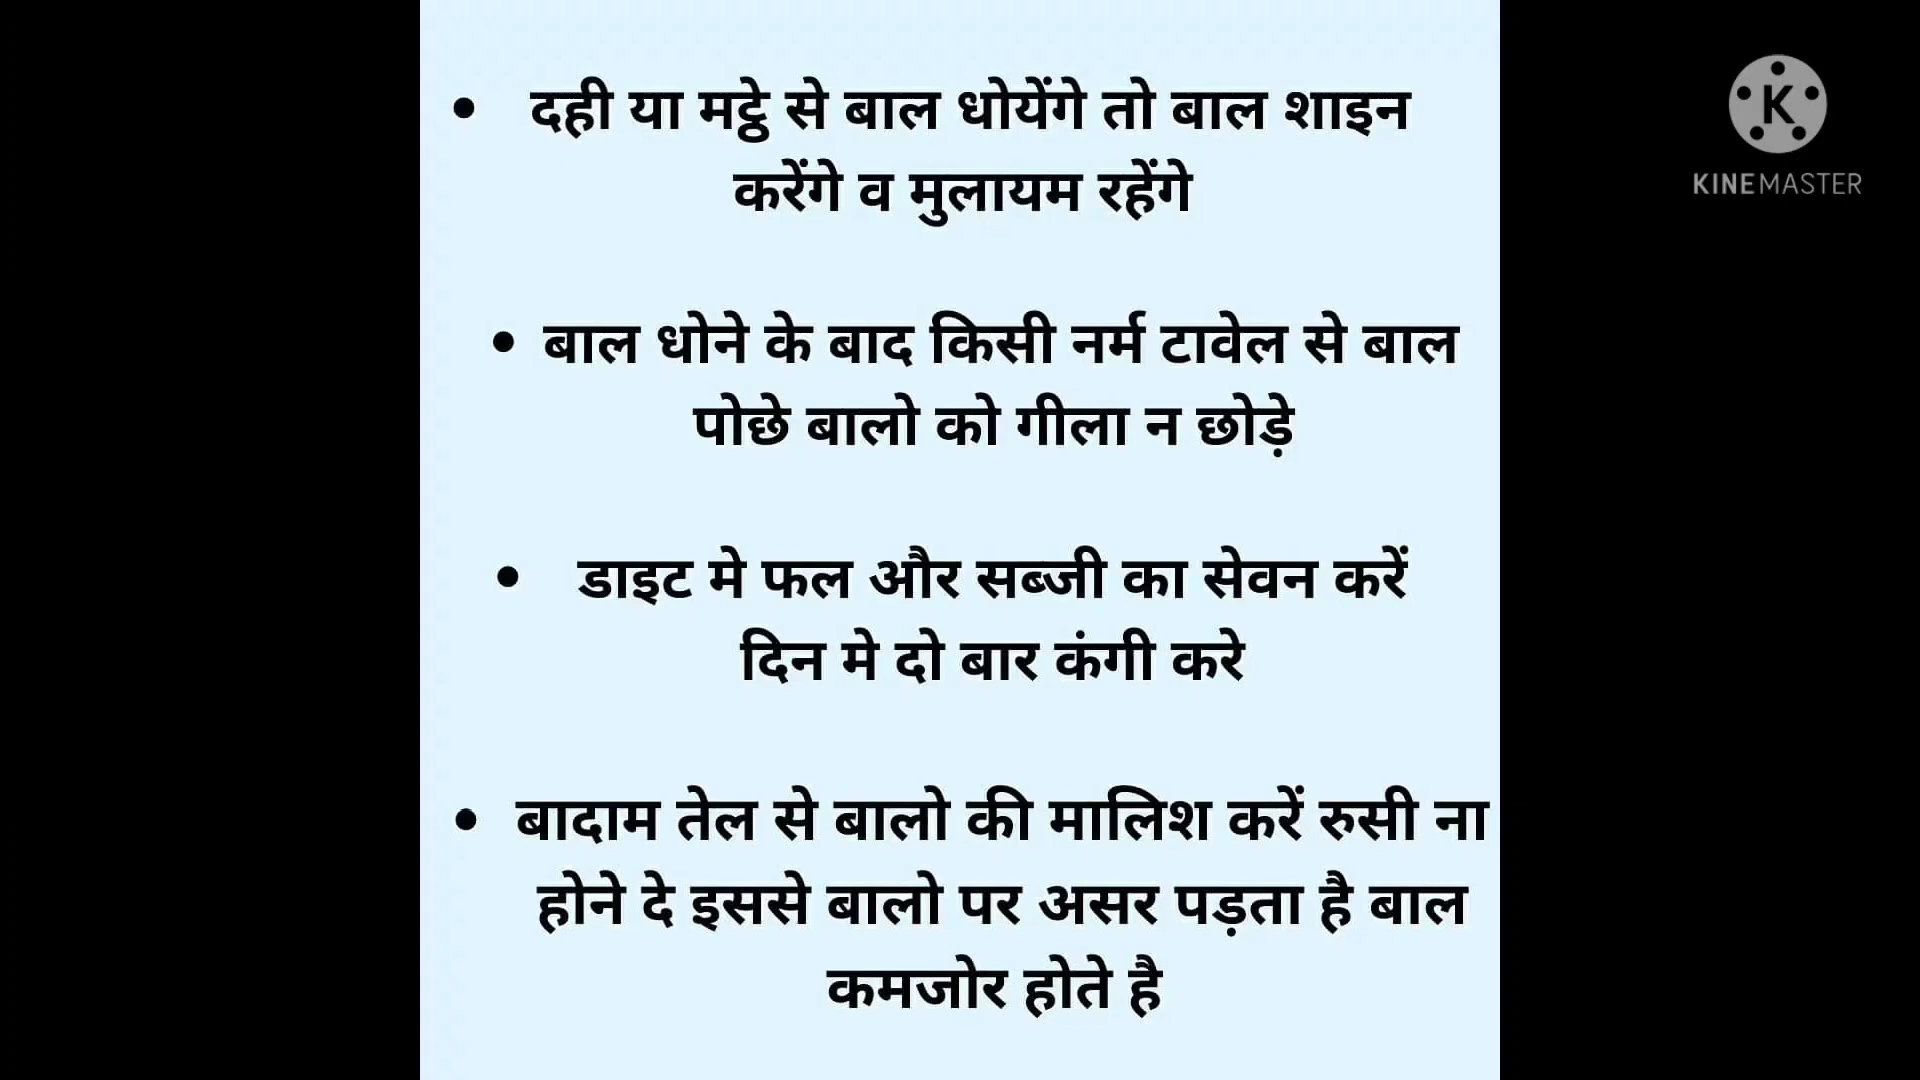 • दही या मट्ठे से बाल धोयेंगे तो बाल शाइन
करेंगे व मुलायम रहेंगे
• बाल धोने के बाद किसी नर्म टावेल से बाल
पोछे बालो को गीला न छोड़े
• डाइट मे फल और सब्जी का सेवन करें
दिन मे दो बार कंगी करे
• बादाम तेल से बालो की मालिश करें रुसी ना
होने दे इससे बालो पर असर पड़ता है बाल
कमजोर होते है
K
KINEMASTER